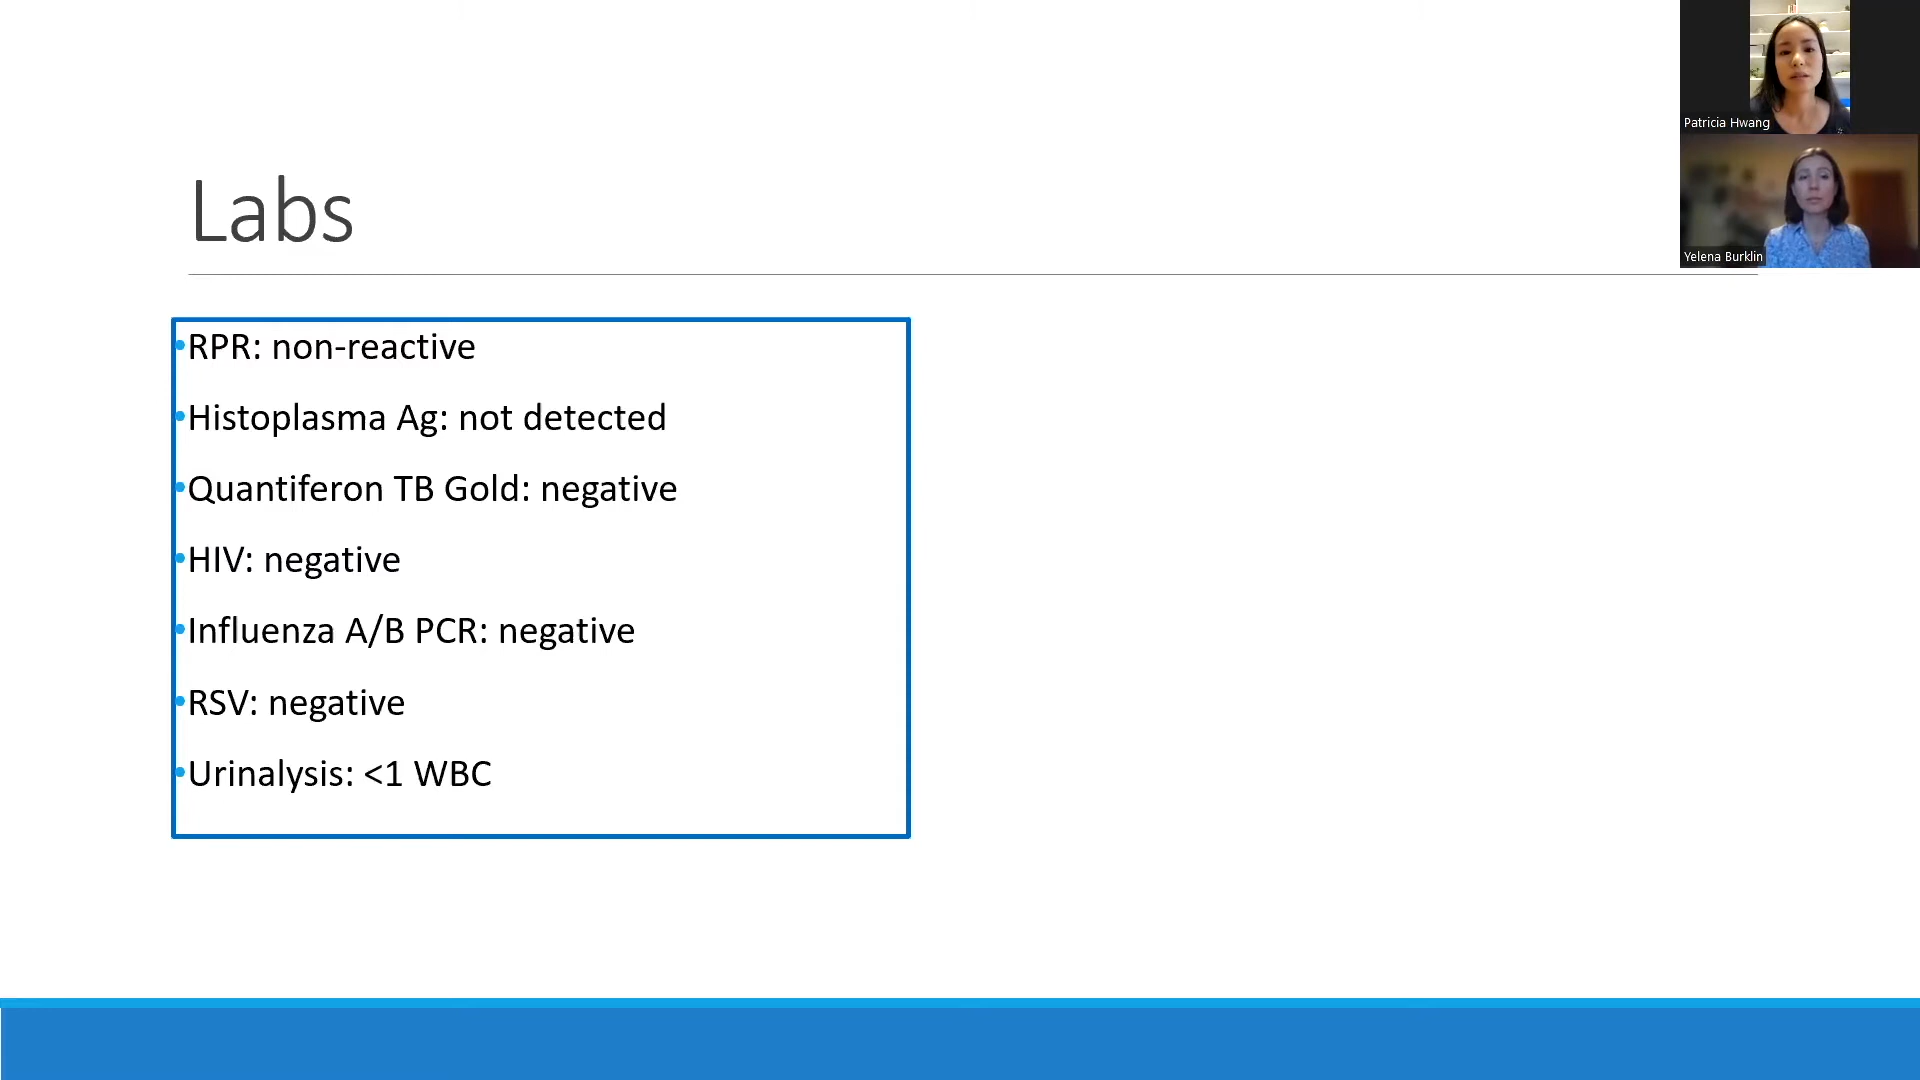 Labs
•RPR: non-reactive
•Histoplasma Ag: not detected
•Quantiferon TB Gold: negative
•HIV: negative
•Influenza A/B PCR: negative
•RSV: negative
•Urinalysis: <1 WBC
Patricia Hwang
Yelena Burklin